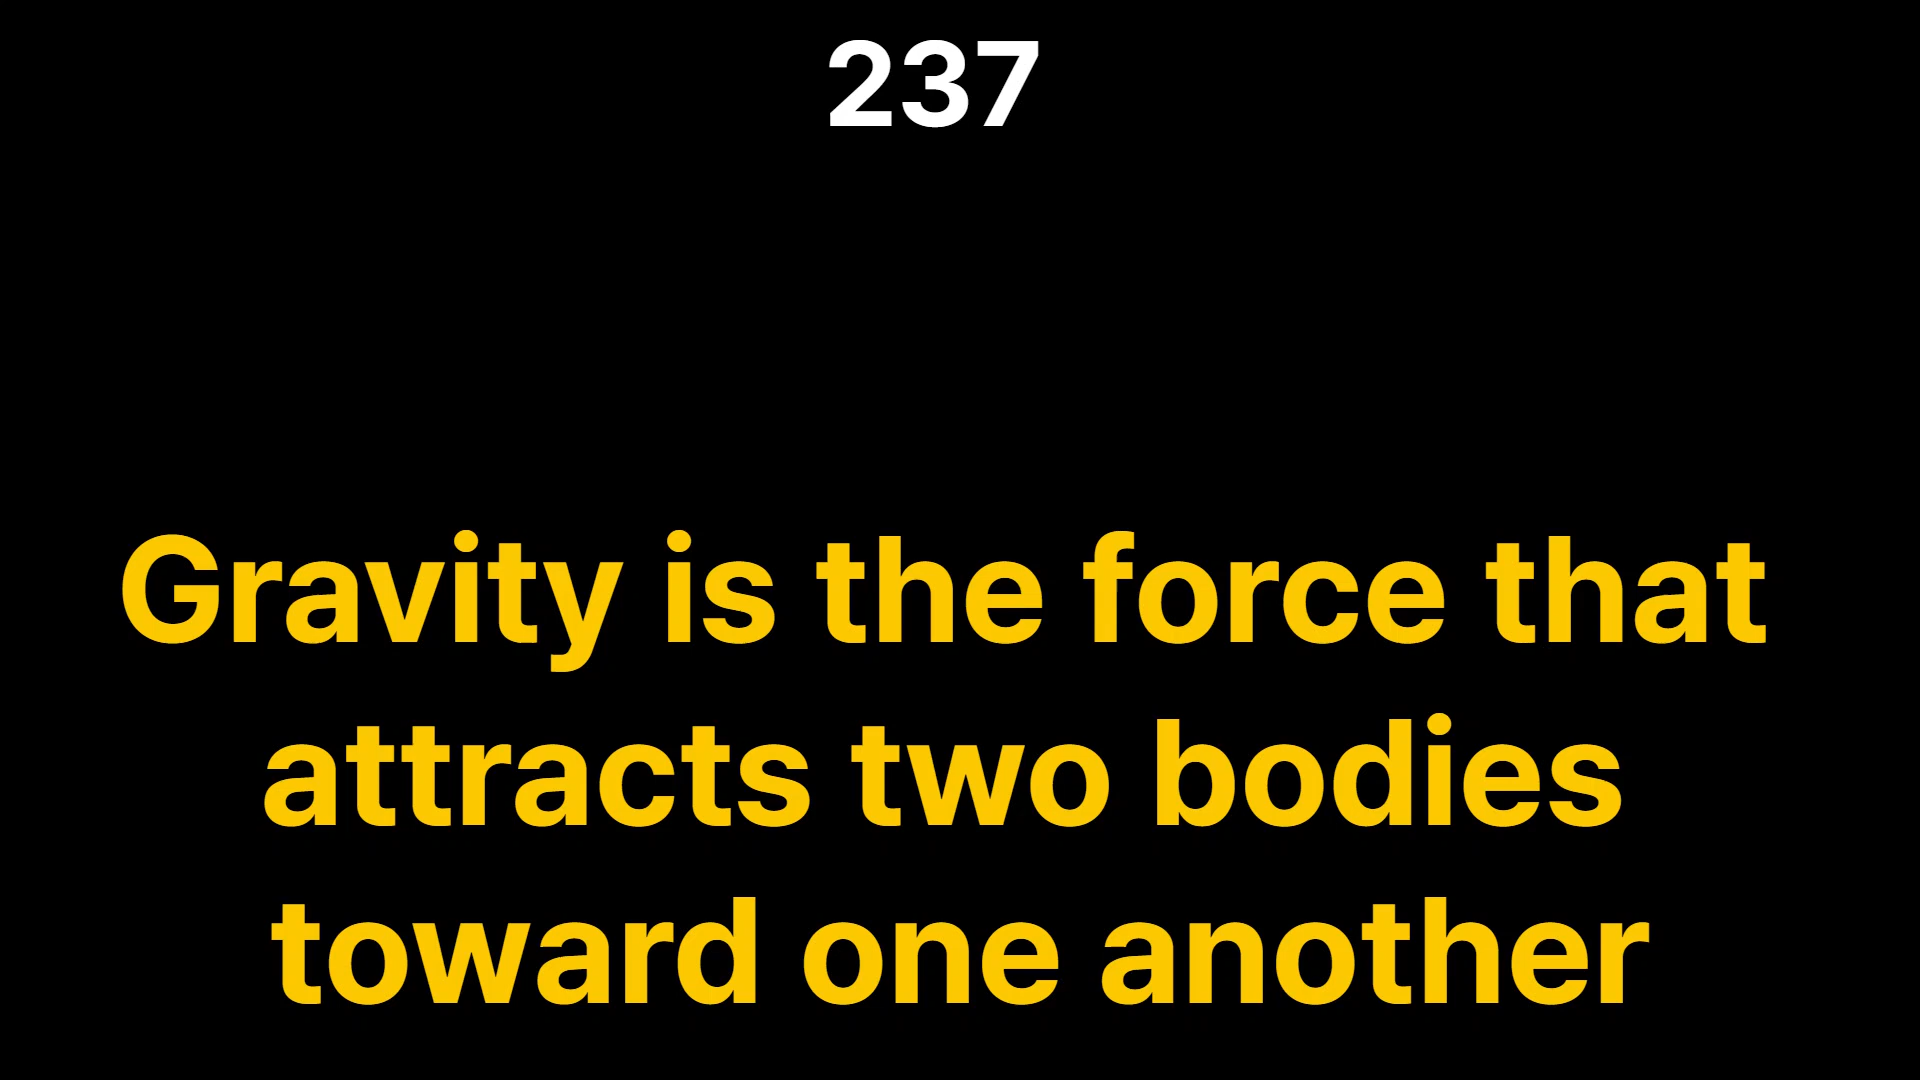 237
Gravity is the force that
attracts two bodies
toward one another